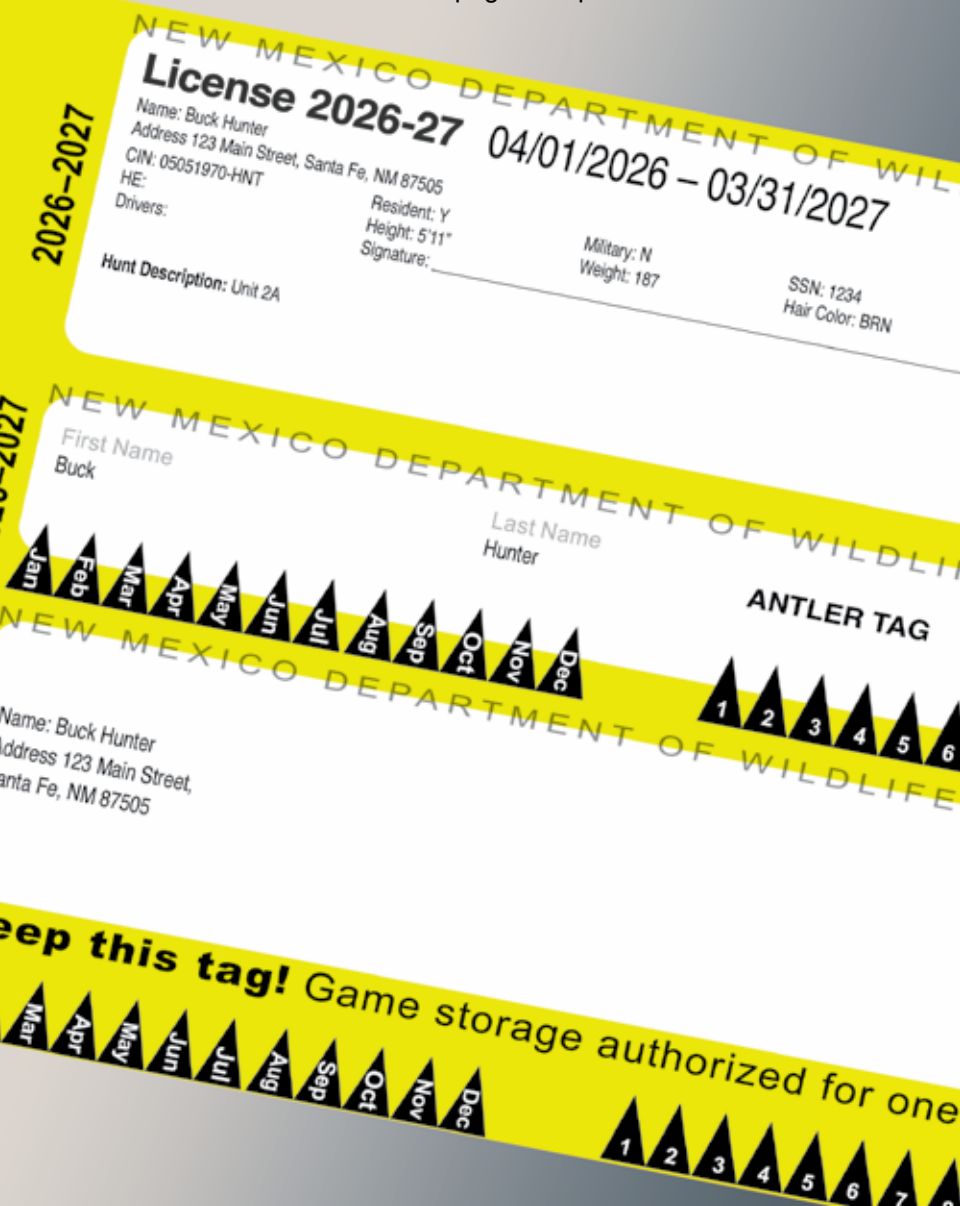 NEW MEXICO DEPARTMENT OF
License 2026-27 04/01/2026 – 03/31/2027
2026–2027
Name: Buck Hunter
Address 123 Main Street, Santa Fe, NM 87505
CIN: 05051970-HNT
HE:
Drivers:
Resident: Y
Height: 5'11"
Signature:
Military: N
Weight: 187
SSN: 1234
Hair Color: BRN
Hunt Description: Unit 2A
NEW MEXICO DEPARTMENT OF
First Name
Buck
Last Name
Hunter
ANTLER TAG
Jan Feb Mar Apr May Jun Jul Aug Sep Oct Nov Dec
1 2 3 4 5 6
NEW MEXICO DEPARTMENT OF WILDLIFE
Name: Buck Hunter
Address 123 Main Street,
Santa Fe, NM 87505
this tag! Game storage authorized for one
Mar Apr May Jun Jul Aug Sep Oct Nov Dec
1 2 3 4 5 6 7